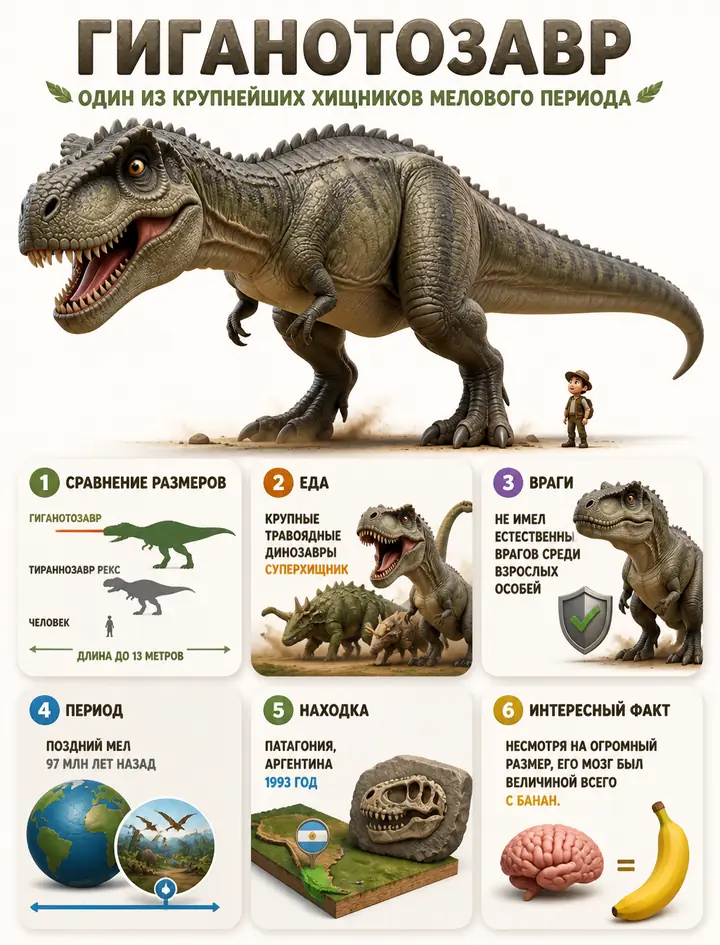 ГИГАНОТОЗАВР
ОДИН ИЗ КРУПНЕЙШИХ ХИЩНИКОВ МЕЛОВОГО ПЕРИОДА
1 СРАВНЕНИЕ РАЗМЕРОВ
ГИГАНОТОЗАВР
ТИРАННОЗАВР РЕКС
ЧЕЛОВЕК
ДЛИНА ДО 13 МЕТРОВ
2 ЕДА
КРУПНЫЕ
ТРАВОЯДНЫЕ
ДИНОЗАВРЫ
СУПЕРХИЩНИК
3 ВРАГИ
НЕ ИМЕЛ
ЕСТЕСТВЕННЫ
ВРАГОВ СРЕДИ
ВЗРОСЛЫХ
ОСОБЕЙ
4 ПЕРИОД
ПОЗДНИЙ МЕЛ
97 МЛН ЛЕТ НАЗАД
5 НАХОДКА
ПАТАГОНИЯ,
АРГЕНТИНА
1993 ГОД
6 ИНТЕРЕСНЫЙ ФАКТ
НЕСМОТРЯ НА ОГРОМНЫЙ
РАЗМЕР, ЕГО МОЗГ БЫЛ
ВЕЛИЧИНОЙ ВСЕГО
С БАНАН.
=